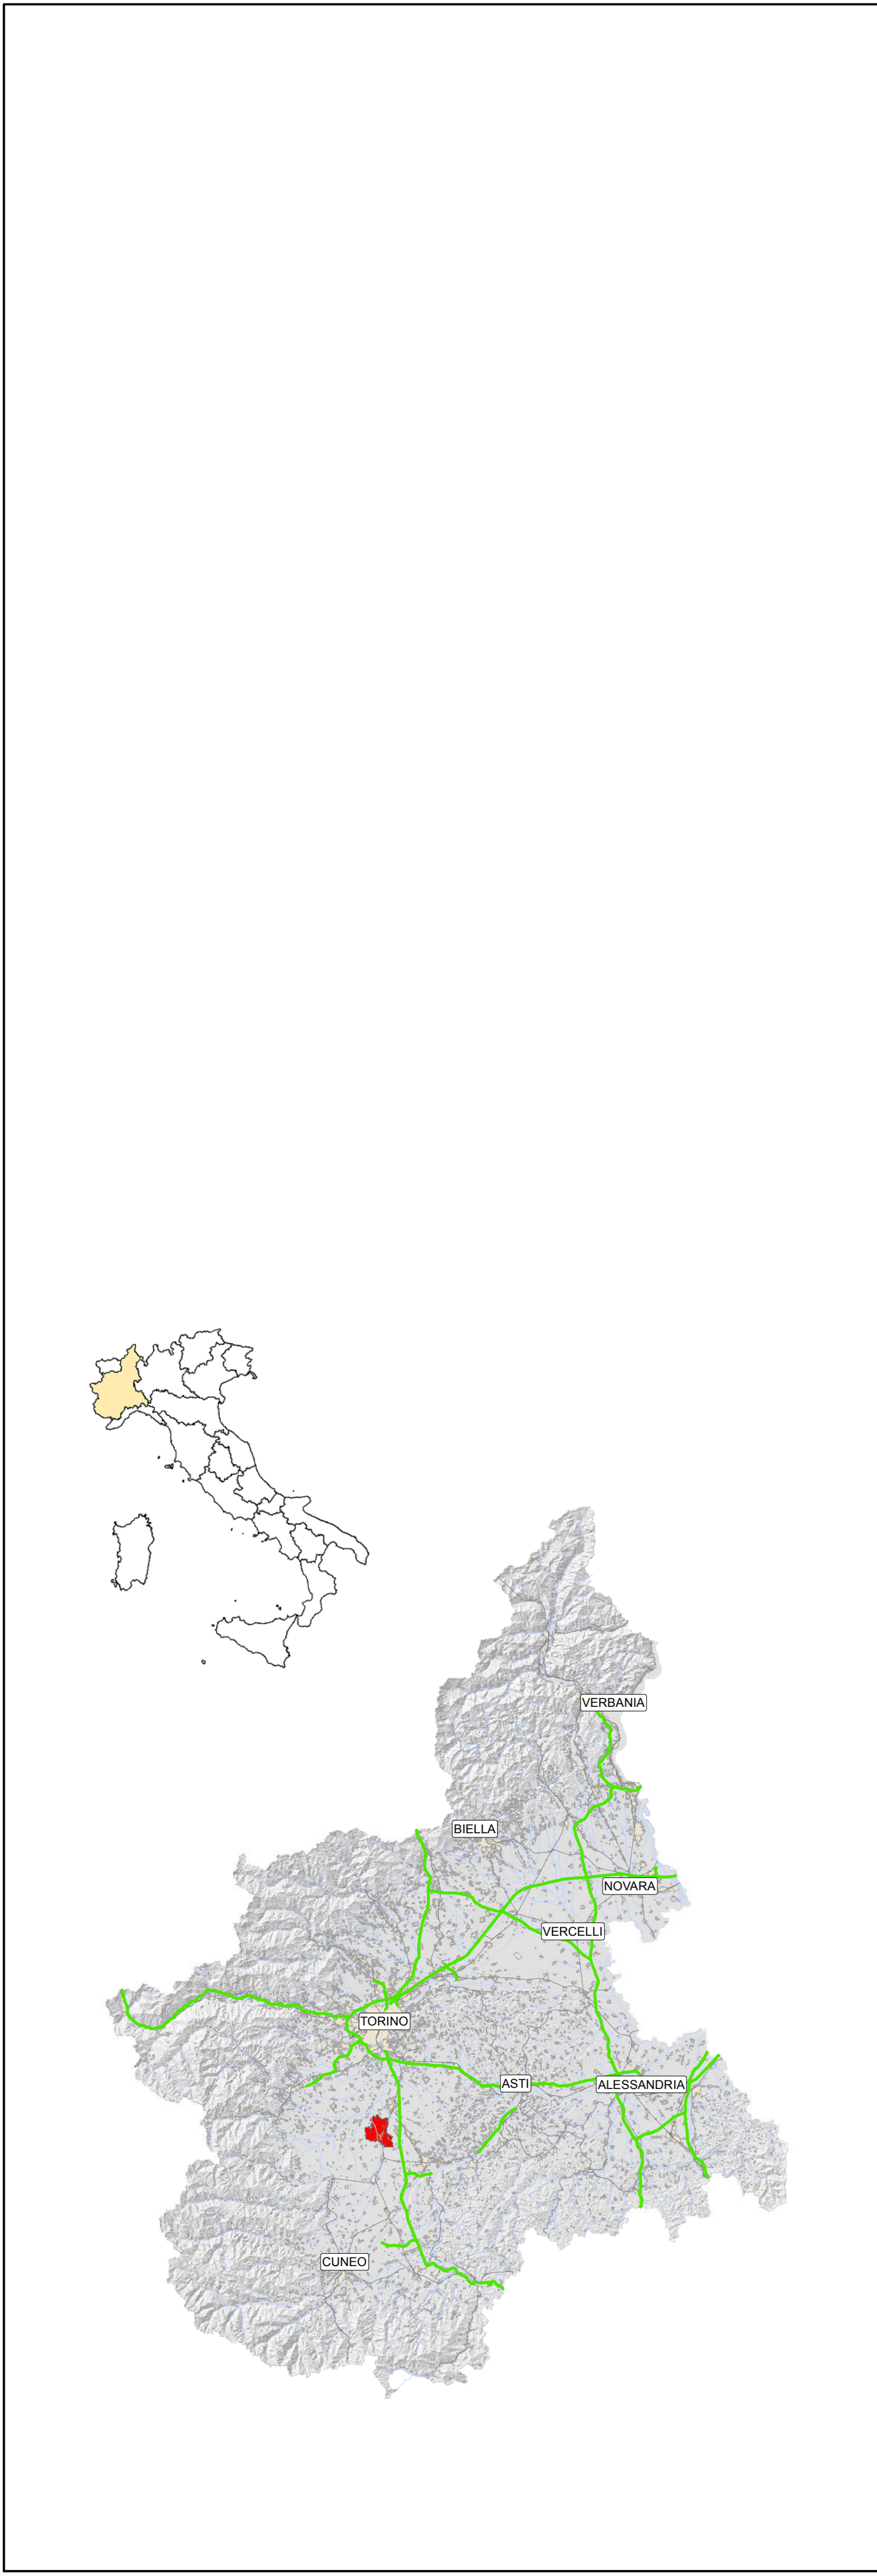 VERBANIA
BIELLA
NOVARA
VERCELLI
TORINO
ASTI
ALESSANDRIA
CUNEO